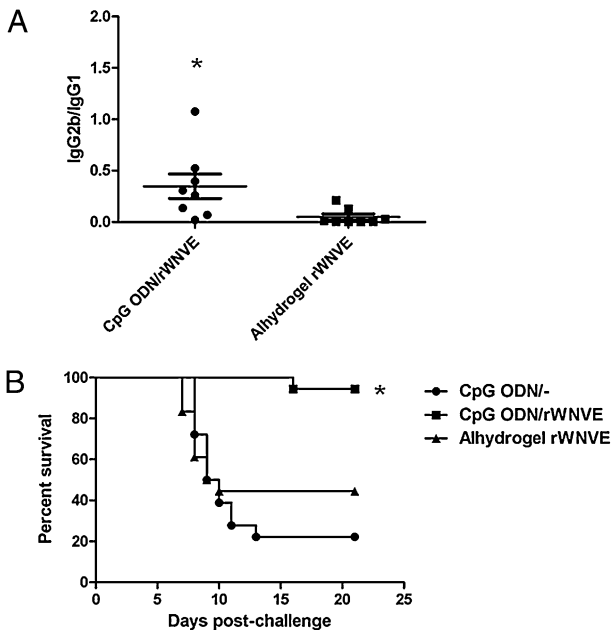 A
2.0
1.5
1.0
0.5
0.0
IgG2b/IgG1
*
CpG ODN/rWNVE
Alhydrogel rWNVE
B
100
80
60
40
20
0
Percent survival
*
0 5 10 15 20 25
Days post-challenge
CpG ODN/-
CpG ODN/rWNVE
Alhydrogel rWNVE